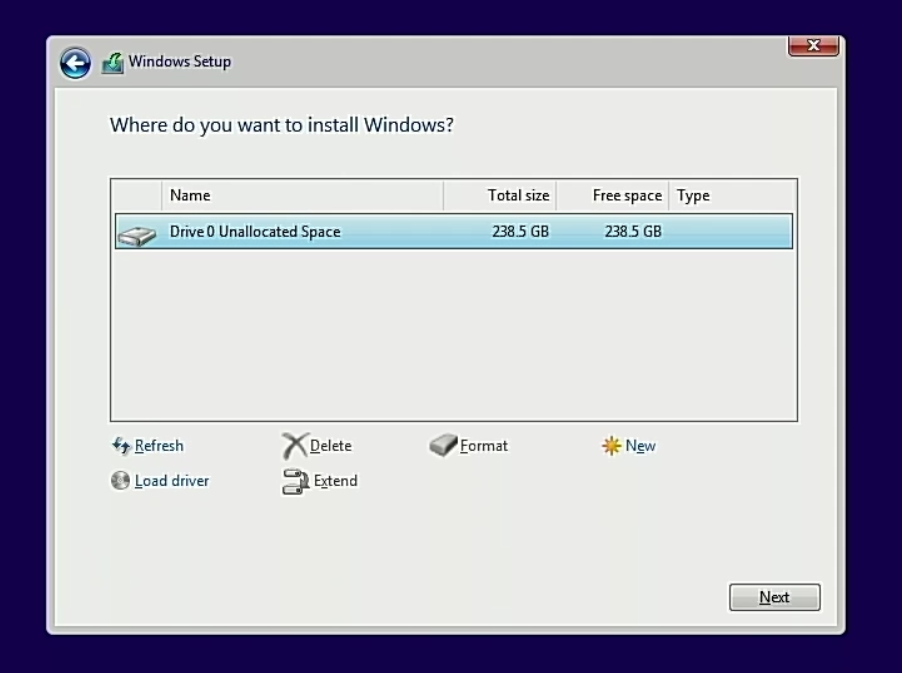 Windows Setup
Where do you want to install Windows?
Name Total size Free space Type
Drive 0 Unallocated Space 238.5 GB 238.5 GB
Refresh Delete Format New
Load driver Extend
Next